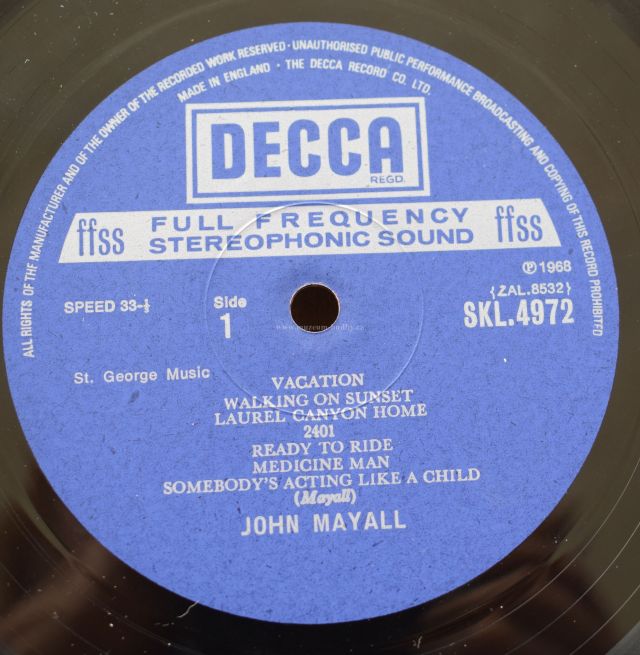 ALL RIGHTS OF THE MANUFACTURER AND OF THE OWNER OF THE RECORDED WORK RESERVED · UNAUTHORISED PUBLIC PERFORMANCE BROADCASTING AND COPYING OF THIS RECORD PROHIBITED
MADE IN ENGLAND · THE DECCA RECORD CO. LTD.
DECCA
REGD.
ffss FULL FREQUENCY ffss
STEREOPHONIC SOUND
℗ 1968
SPEED 33-⅓ Side {ZAL.8532}
1 SKL.4972
St. George Music
VACATION
WALKING ON SUNSET
LAUREL CANYON HOME
2401
READY TO RIDE
MEDICINE MAN
SOMEBODY'S ACTING LIKE A CHILD
(Mayall)
JOHN MAYALL